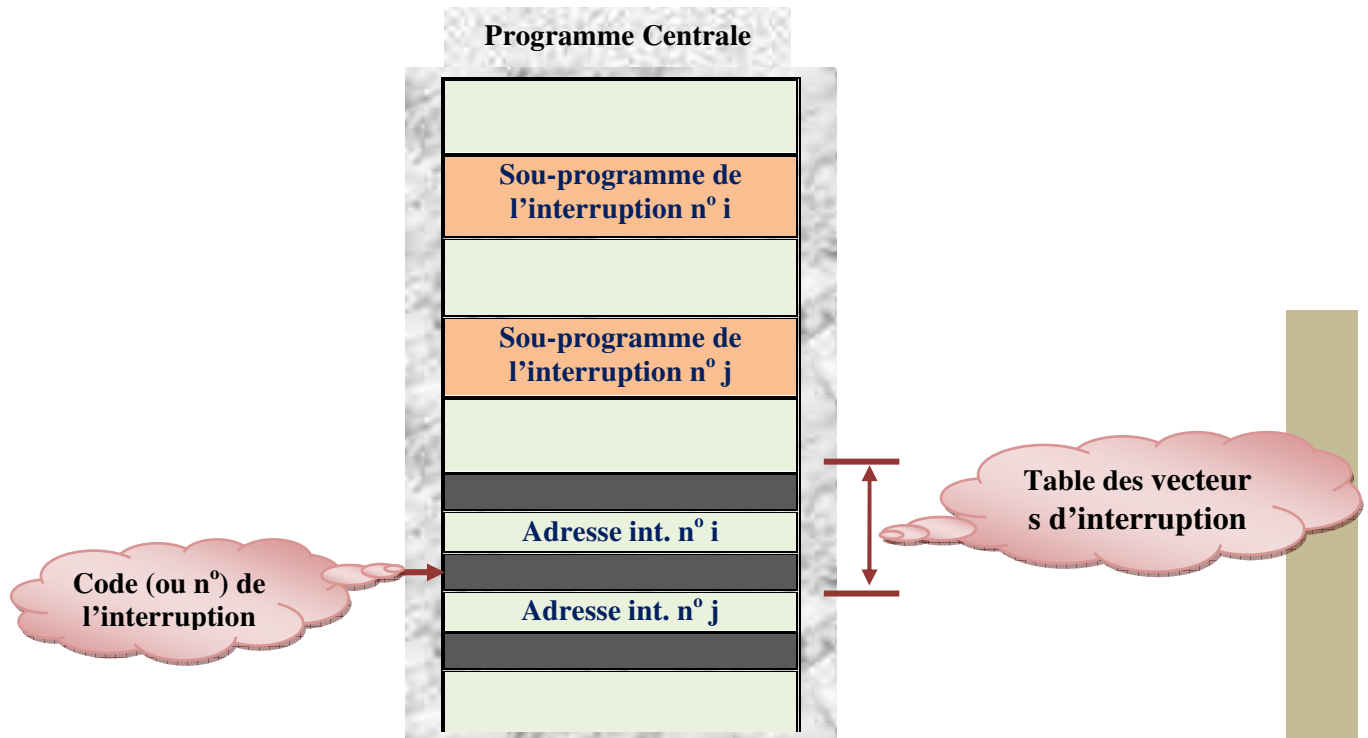 Programme Centrale
Sou-programme de
l’interruption nº i
Sou-programme de
l’interruption nº j
Table des vecteur
s d’interruption
Adresse int. nº i
Code (ou nº) de
l’interruption
Adresse int. nº j